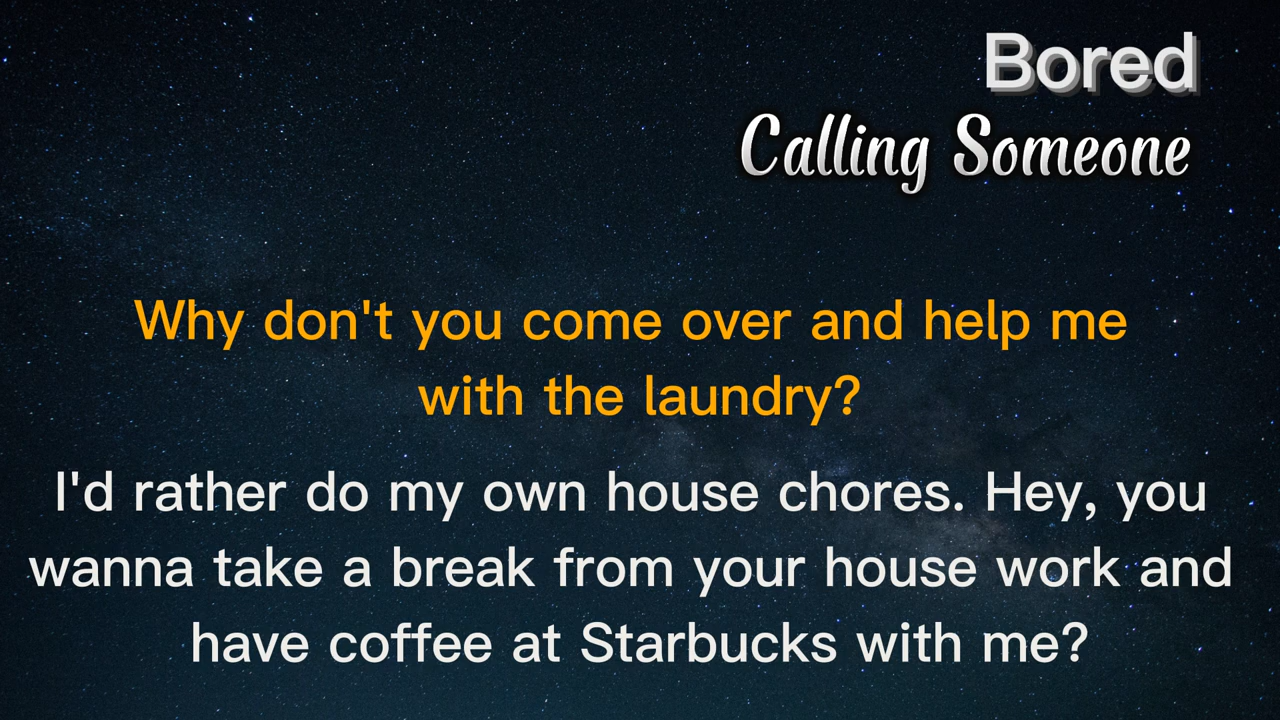 Bored
Calling Someone
Why don't you come over and help me
with the laundry?
I'd rather do my own house chores. Hey, you
wanna take a break from your house work and
have coffee at Starbucks with me?